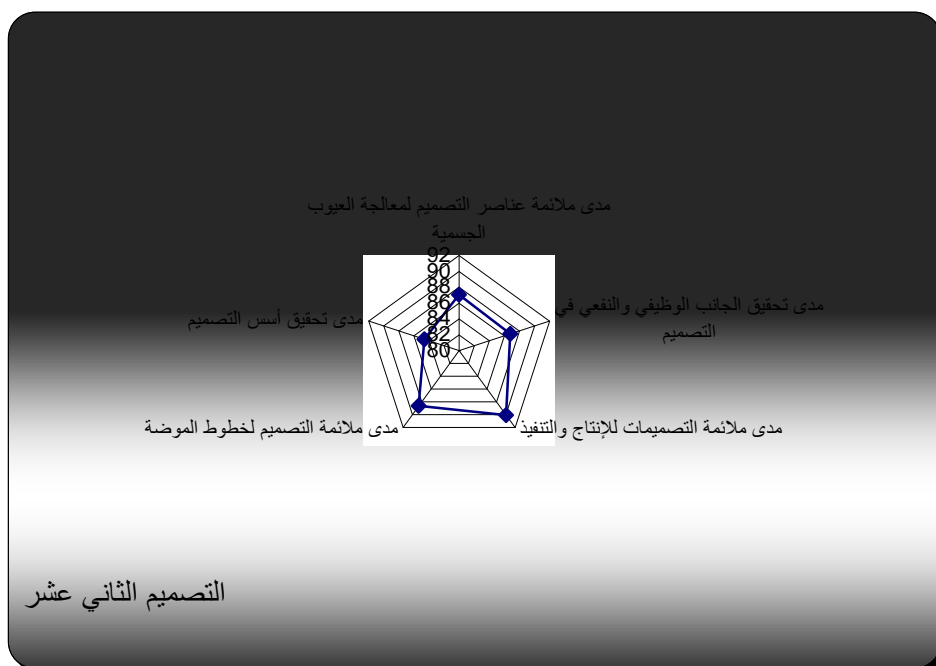 مدى ملائمة عناصر التصميم لمعالجة العيوب
الجسمية
92
90
88
86
84
82
80
مدى تحقيق الجانب الوظيفي والنفعي في
التصميم
مدى تحقيق أسس التصميم
مدى ملائمة التصميمات للإنتاج والتنفيذ
مدى ملائمة التصميم لخطوط الموضة
التصميم الثاني عشر